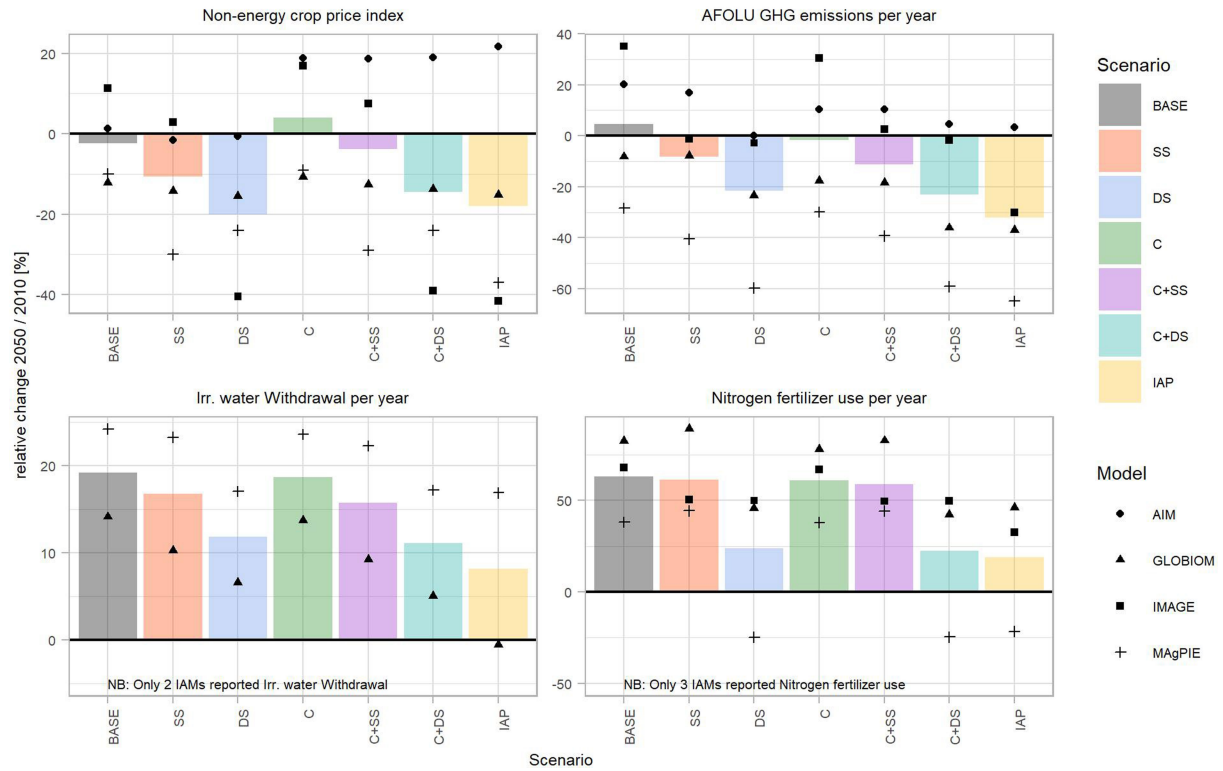 Non-energy crop price index
AFOLU GHG emissions per year
20
0
-20
-40
BASE
SS
DS
C
C+SS
C+DS
IAP
40
20
0
-20
-40
-60
BASE
SS
DS
C
C+SS
C+DS
IAP
relative change 2050 / 2010 [%]
Irr. water Withdrawal per year
Nitrogen fertilizer use per year
20
10
0
NB: Only 2 IAMs reported Irr. water Withdrawal
BASE
SS
DS
C
C+SS
C+DS
IAP
50
0
-50
NB: Only 3 IAMs reported Nitrogen fertilizer use
BASE
SS
DS
C
C+SS
C+DS
IAP
Scenario
Scenario
BASE
SS
DS
C
C+SS
C+DS
IAP
Model
AIM
GLOBIOM
IMAGE
MAgPIE